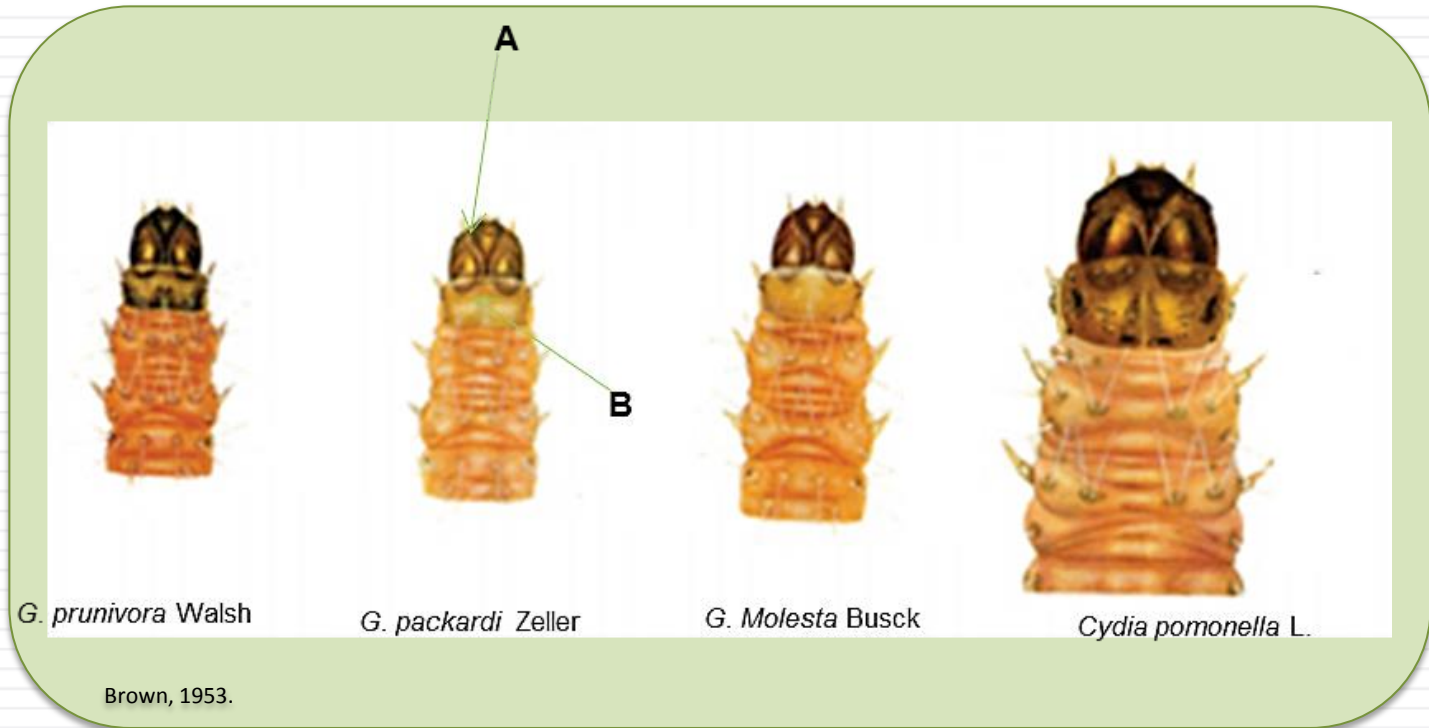 A
B
G. prunivora Walsh
G. packardi Zeller
G. Molesta Busck
Cydia pomonella L.
Brown, 1953.